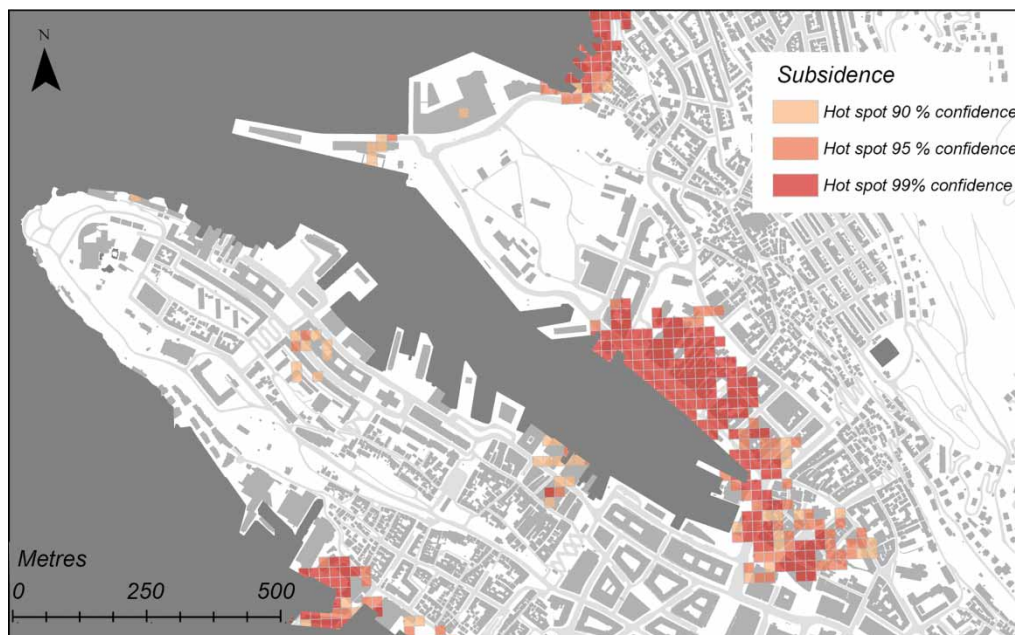 N
Subsidence
Hot spot 90 % confidence
Hot spot 95 % confidence
Hot spot 99% confidence
Metres
0 250 500